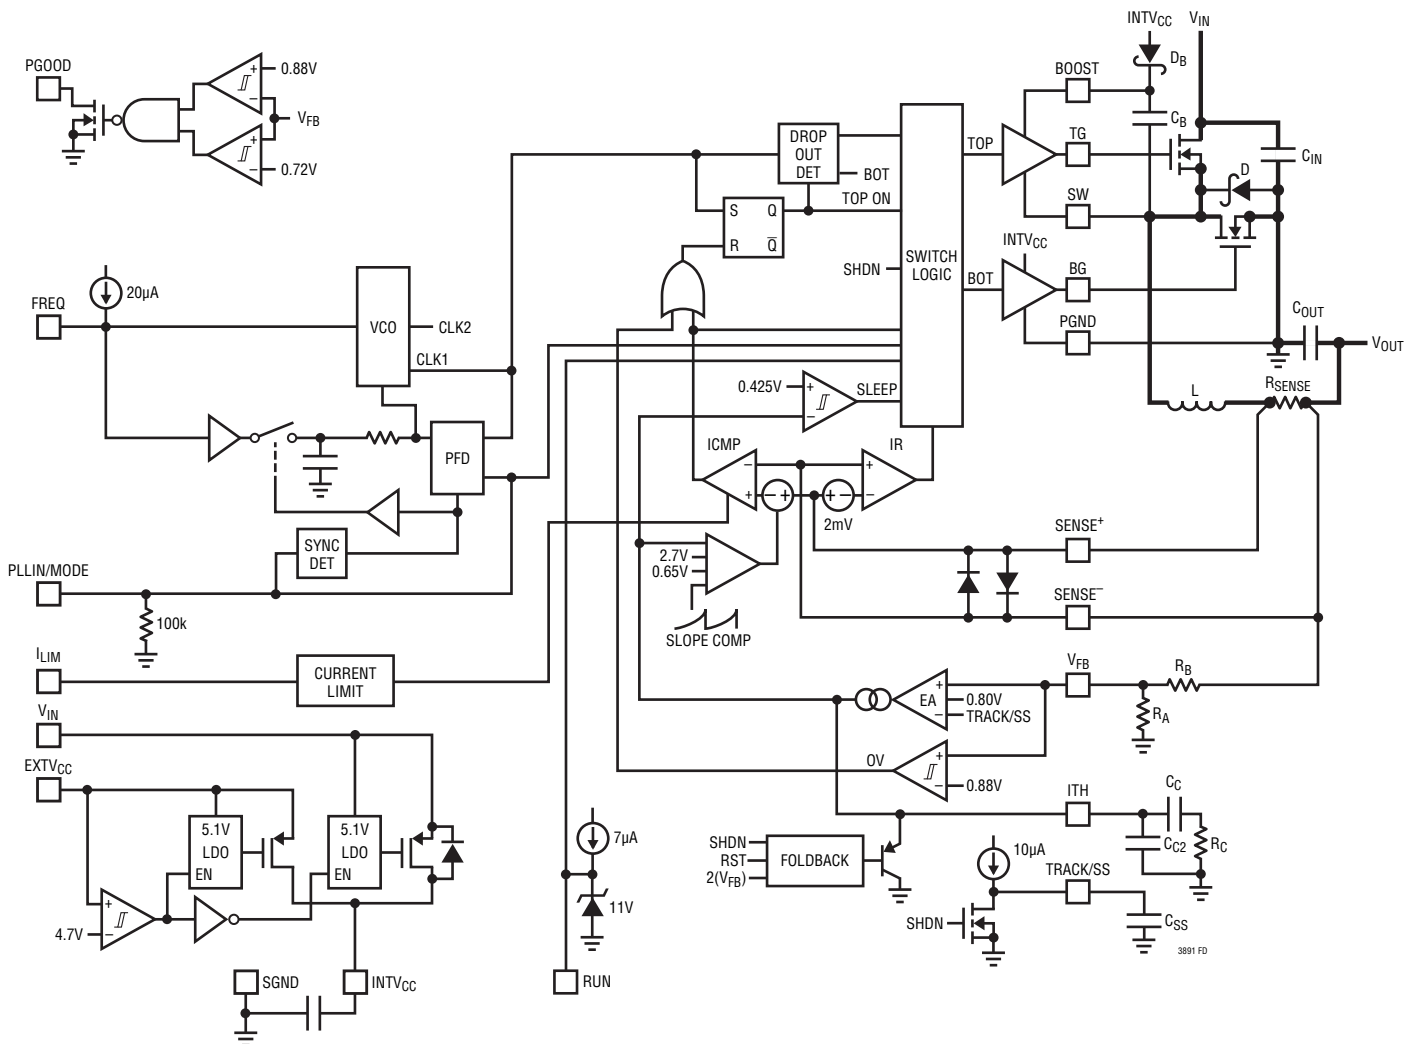 PGOOD
+
0.88V
−
VFB
+
−
0.72V
FREQ
20µA
VCO
CLK2
CLK1
PFD
SYNC
DET
PLLIN/MODE
100k
ILIM
CURRENT
LIMIT
VIN
EXTVCC
5.1V
LDO
EN
5.1V
LDO
EN
+
−
4.7V
SGND
INTVCC
RUN
7µA
11V
DROP
OUT
DET
BOT
TOP ON
S
Q
R
Q̅
SHDN
SWITCH
LOGIC
TOP
BOT
INTVCC
0.425V
+
−
SLEEP
ICMP
−
+
− +
+ −
2mV
IR
+
−
2.7V
0.65V
SLOPE COMP
INTVCC
VIN
DB
BOOST
CB
TG
CIN
D
SW
BG
PGND
COUT
VOUT
L
RSENSE
SENSE+
SENSE−
VFB
RB
RA
EA
+
0.80V
−
TRACK/SS
OV
+
−
0.88V
ITH
CC
CC2
RC
SHDN
RST
2(VFB)
FOLDBACK
10µA
TRACK/SS
SHDN
CSS
3891 FD